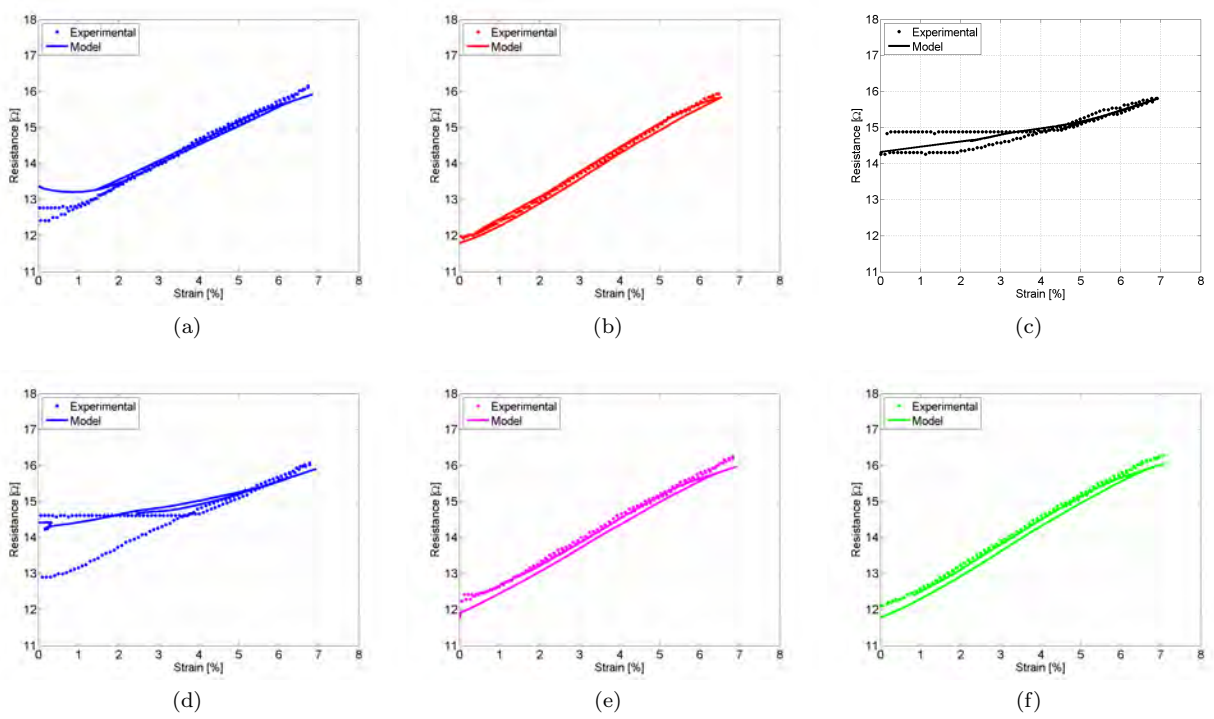 18
17
16
15
14
13
12
11
Resistance [Ω]
Experimental
Model
0 1 2 3 4 5 6 7 8
Strain [%]
(a)
18
17
16
15
14
13
12
11
Resistance [Ω]
Experimental
Model
0 1 2 3 4 5 6 7 8
Strain [%]
(b)
18
17
16
15
14
13
12
11
Resistance [Ω]
Experimental
Model
0 1 2 3 4 5 6 7 8
Strain [%]
(c)
18
17
16
15
14
13
12
11
Resistance [Ω]
Experimental
Model
0 1 2 3 4 5 6 7 8
Strain [%]
(d)
18
17
16
15
14
13
12
11
Resistance [Ω]
Experimental
Model
0 1 2 3 4 5 6 7 8
Strain [%]
(e)
18
17
16
15
14
13
12
11
Resistance [Ω]
Experimental
Model
0 1 2 3 4 5 6 7 8
Strain [%]
(f)